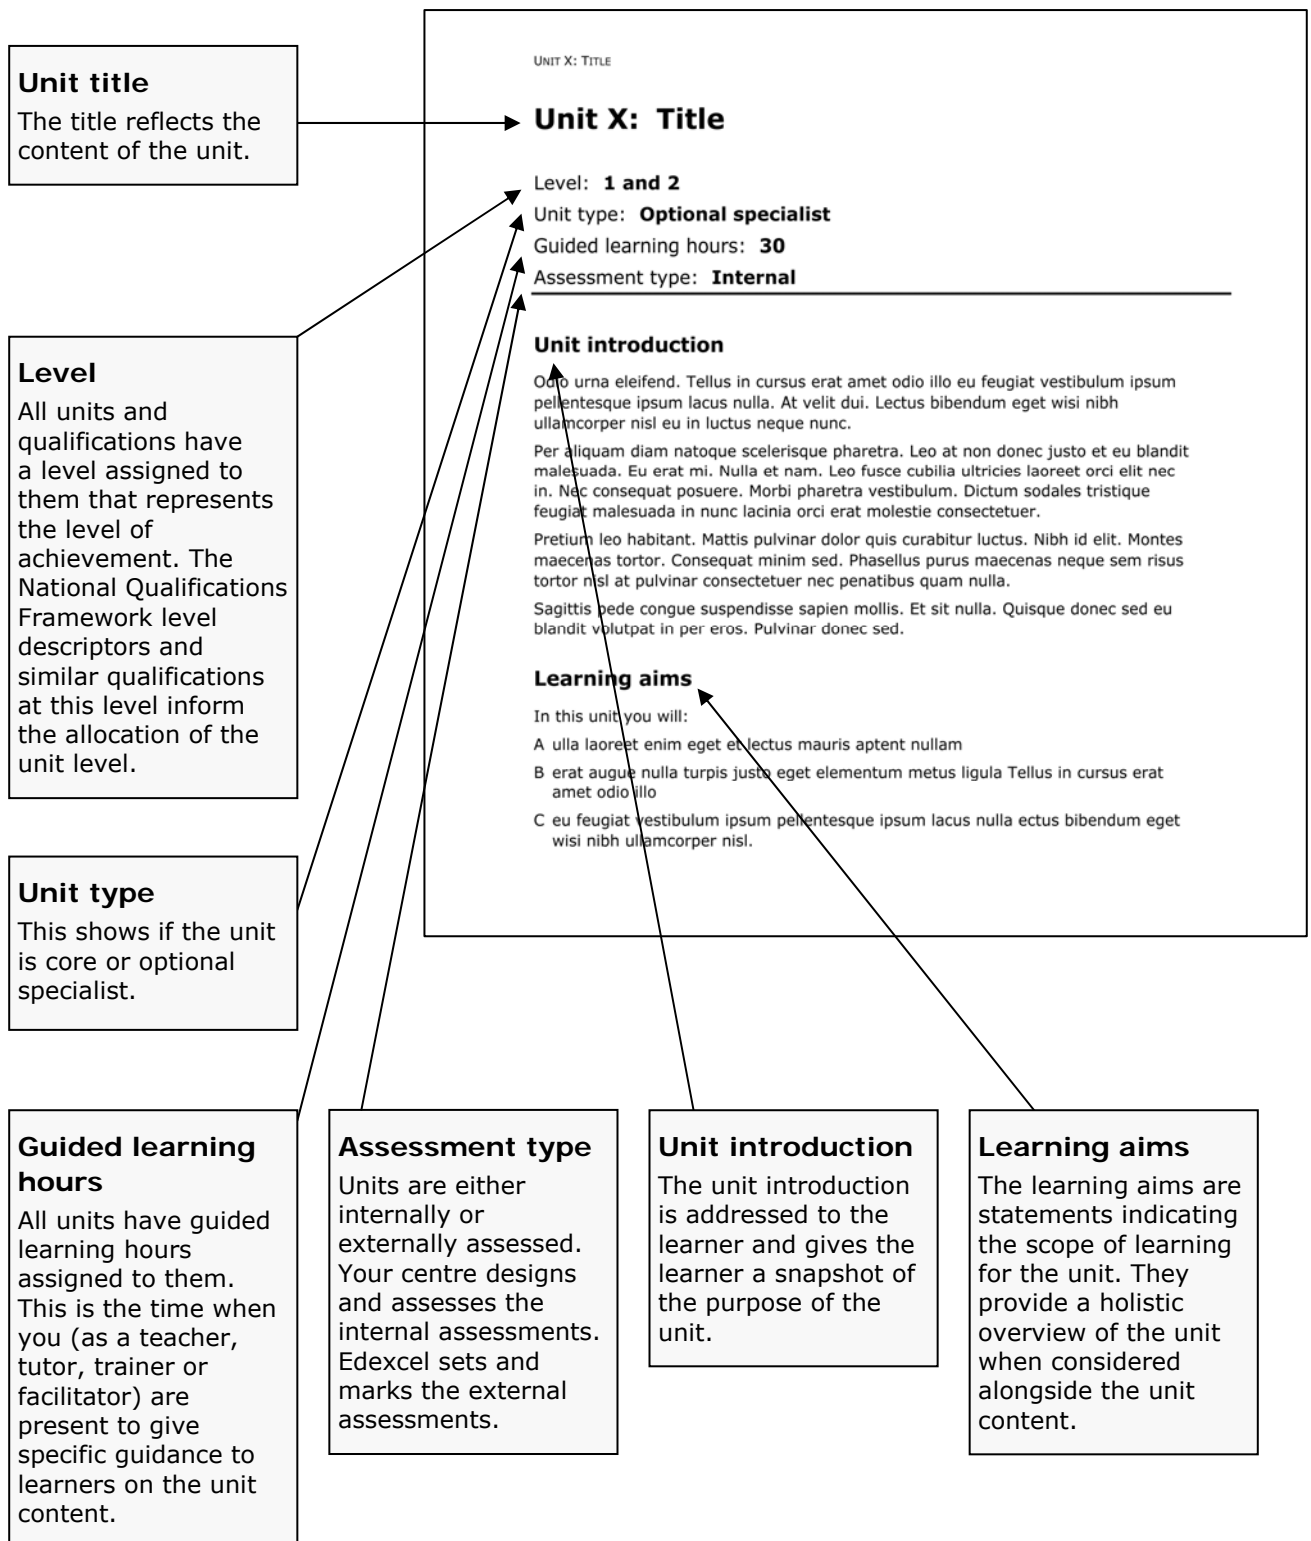 Unit title
The title reflects the
content of the unit.
Level
All units and
qualifications have
a level assigned to
them that represents
the level of
achievement. The
National Qualifications
Framework level
descriptors and
similar qualifications
at this level inform
the allocation of the
unit level.
Unit type
This shows if the unit
is core or optional
specialist.
UNIT X: TITLE
Unit X: Title
Level: 1 and 2
Unit type: Optional specialist
Guided learning hours: 30
Assessment type: Internal
Unit introduction
Odio urna eleifend. Tellus in cursus erat amet odio illo eu feugiat vestibulum ipsum
pellentesque ipsum lacus nulla. At velit dui. Lectus bibendum eget wisi nibh
ullamcorper nisl eu in luctus neque nunc.
Per aliquam diam natoque scelerisque pharetra. Leo at non donec justo et eu blandit
malesuada. Eu erat mi. Nulla et nam. Leo fusce cubilia ultricies laoreet orci elit nec
in. Nec consequat posuere. Morbi pharetra vestibulum. Dictum sodales tristique
feugiat malesuada in nunc lacinia orci erat molestie consectetuer.
Pretium leo habitant. Mattis pulvinar dolor quis curabitur luctus. Nibh id elit. Montes
maecenas tortor. Consequat minim sed. Phasellus purus maecenas neque sem risus
tortor nisl at pulvinar consectetuer nec penatibus quam nulla.
Sagittis pede congue suspendisse sapien mollis. Et sit nulla. Quisque donec sed eu
blandit volutpat in per eros. Pulvinar donec sed.
Learning aims
In this unit you will:
A ulla laoreet enim eget et lectus mauris aptent nullam
B erat augue nulla turpis justo eget elementum metus ligula Tellus in cursus erat
amet odio illo
C eu feugiat vestibulum ipsum pellentesque ipsum lacus nulla ectus bibendum eget
wisi nibh ullamcorper nisl.
Guided learning
hours
All units have guided
learning hours
assigned to them.
This is the time when
you (as a teacher,
tutor, trainer or
facilitator) are
present to give
specific guidance to
learners on the unit
content.
Assessment type
Units are either
internally or
externally assessed.
Your centre designs
and assesses the
internal assessments.
Edexcel sets and
marks the external
assessments.
Unit introduction
The unit introduction
is addressed to the
learner and gives the
learner a snapshot of
the purpose of the
unit.
Learning aims
The learning aims are
statements indicating
the scope of learning
for the unit. They
provide a holistic
overview of the unit
when considered
alongside the unit
content.